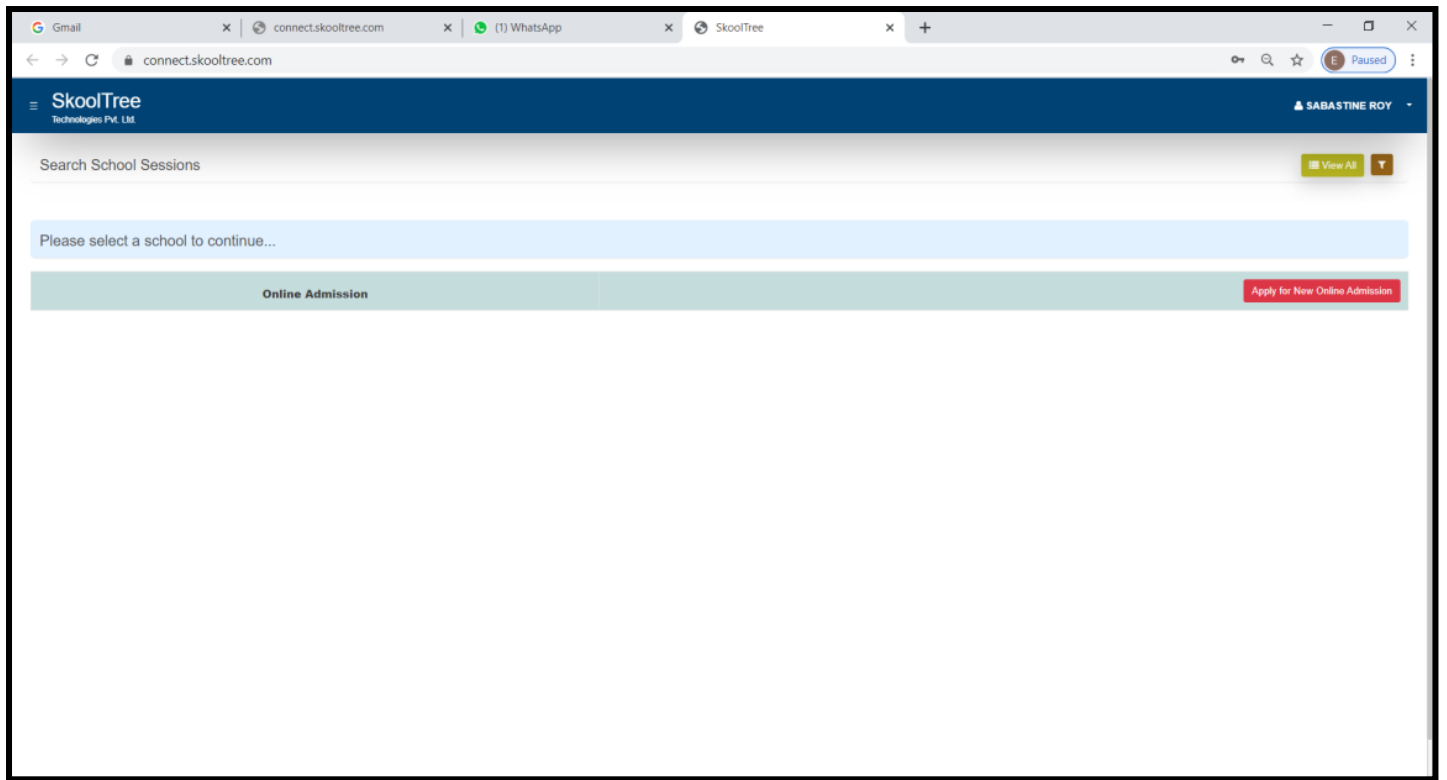 Gmail connect.skooltree.com (1) WhatsApp SkoolTree
connect.skooltree.com E Paused
SkoolTree
Technologies Pvt. Ltd.
SABASTINE ROY
Search School Sessions View All
Please select a school to continue...
Online Admission Apply for New Online Admission